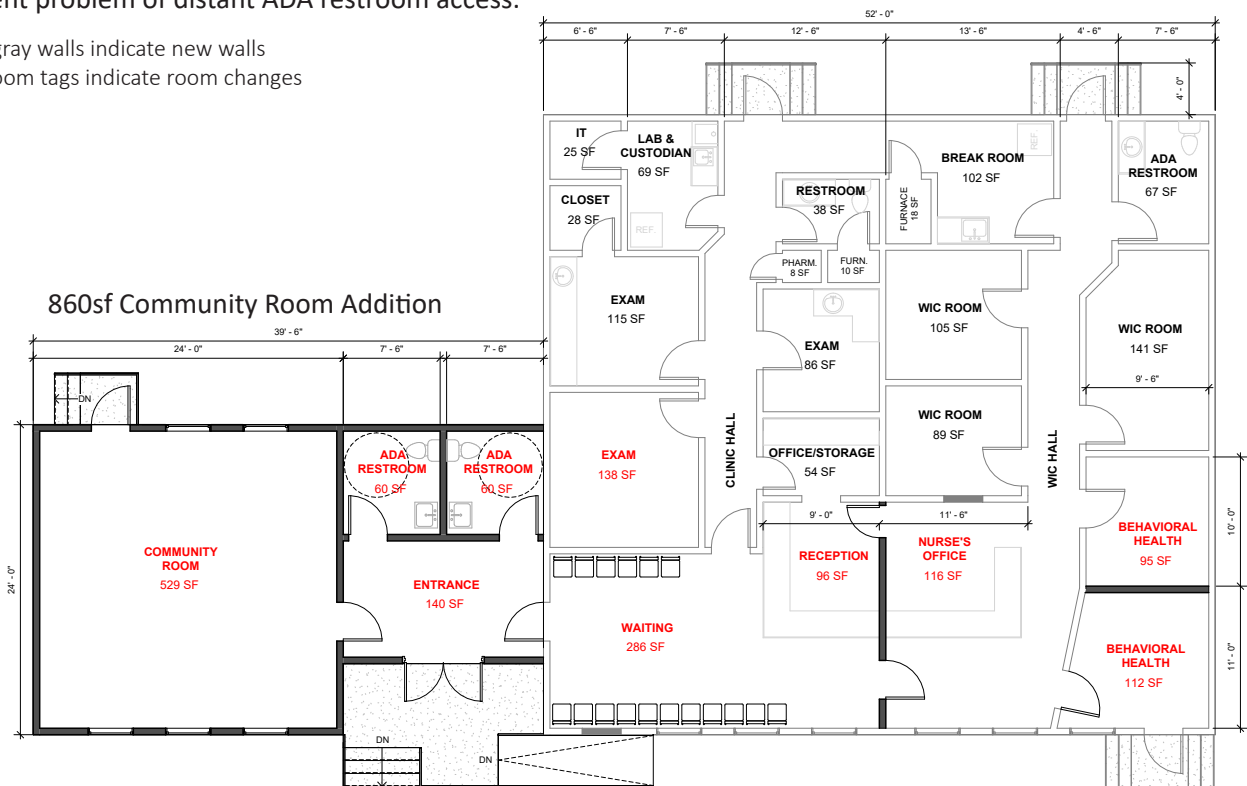 ent problem of distant ADA restroom access.
gray walls indicate new walls
oom tags indicate room changes
52' - 0"
6' - 6"
7' - 6"
12' - 6"
13' - 6"
4' - 6"
7' - 6"
4' - 0"
IT
25 SF
LAB &
CUSTODIAN
69 SF
CLOSET
28 SF
REF.
RESTROOM
38 SF
FURNACE
18 SF
BREAK ROOM
102 SF
REF.
ADA
RESTROOM
67 SF
PHARM.
8 SF
FURN.
10 SF
EXAM
115 SF
EXAM
86 SF
WIC ROOM
105 SF
WIC ROOM
141 SF
9' - 6"
860sf Community Room Addition
39' - 6"
24' - 0"
7' - 6"
7' - 6"
DN
24' - 0"
ADA
RESTROOM
60 SF
ADA
RESTROOM
60 SF
EXAM
138 SF
CLINIC HALL
OFFICE/STORAGE
54 SF
WIC ROOM
89 SF
WIC HALL
9' - 0"
11' - 6"
BEHAVIORAL
HEALTH
95 SF
10' - 0"
COMMUNITY
ROOM
529 SF
ENTRANCE
140 SF
RECEPTION
96 SF
NURSE'S
OFFICE
116 SF
WAITING
286 SF
BEHAVIORAL
HEALTH
112 SF
11' - 0"
DN
DN